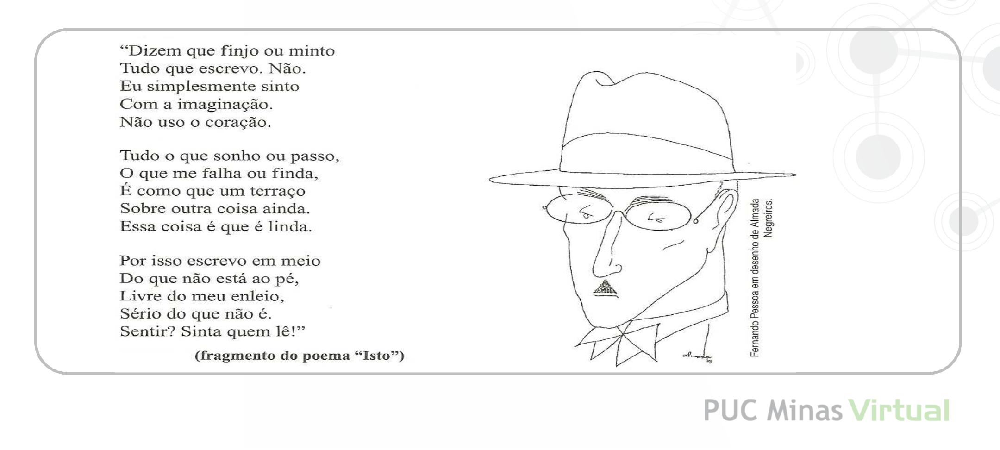 “Dizem que finjo ou minto
Tudo que escrevo. Não.
Eu simplesmente sinto
Com a imaginação.
Não uso o coração.
Tudo o que sonho ou passo,
O que me falha ou finda,
É como que um terraço
Sobre outra coisa ainda.
Essa coisa é que é linda.
Por isso escrevo em meio
Do que não está ao pé,
Livre do meu enleio,
Sério do que não é.
Sentir? Sinta quem lê!”
(fragmento do poema “Isto”)
almada
35
Fernando Pessoa em desenho de Almada
Negreiros.
PUC Minas Virtual